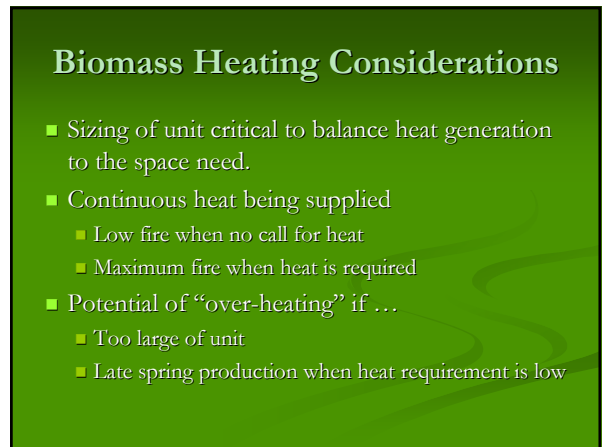 Biomass Heating Considerations
Sizing of unit critical to balance heat generation
to the space need.
Continuous heat being supplied
Low fire when no call for heat
Maximum fire when heat is required
Potential of “over-heating” if …
Too large of unit
Late spring production when heat requirement is low